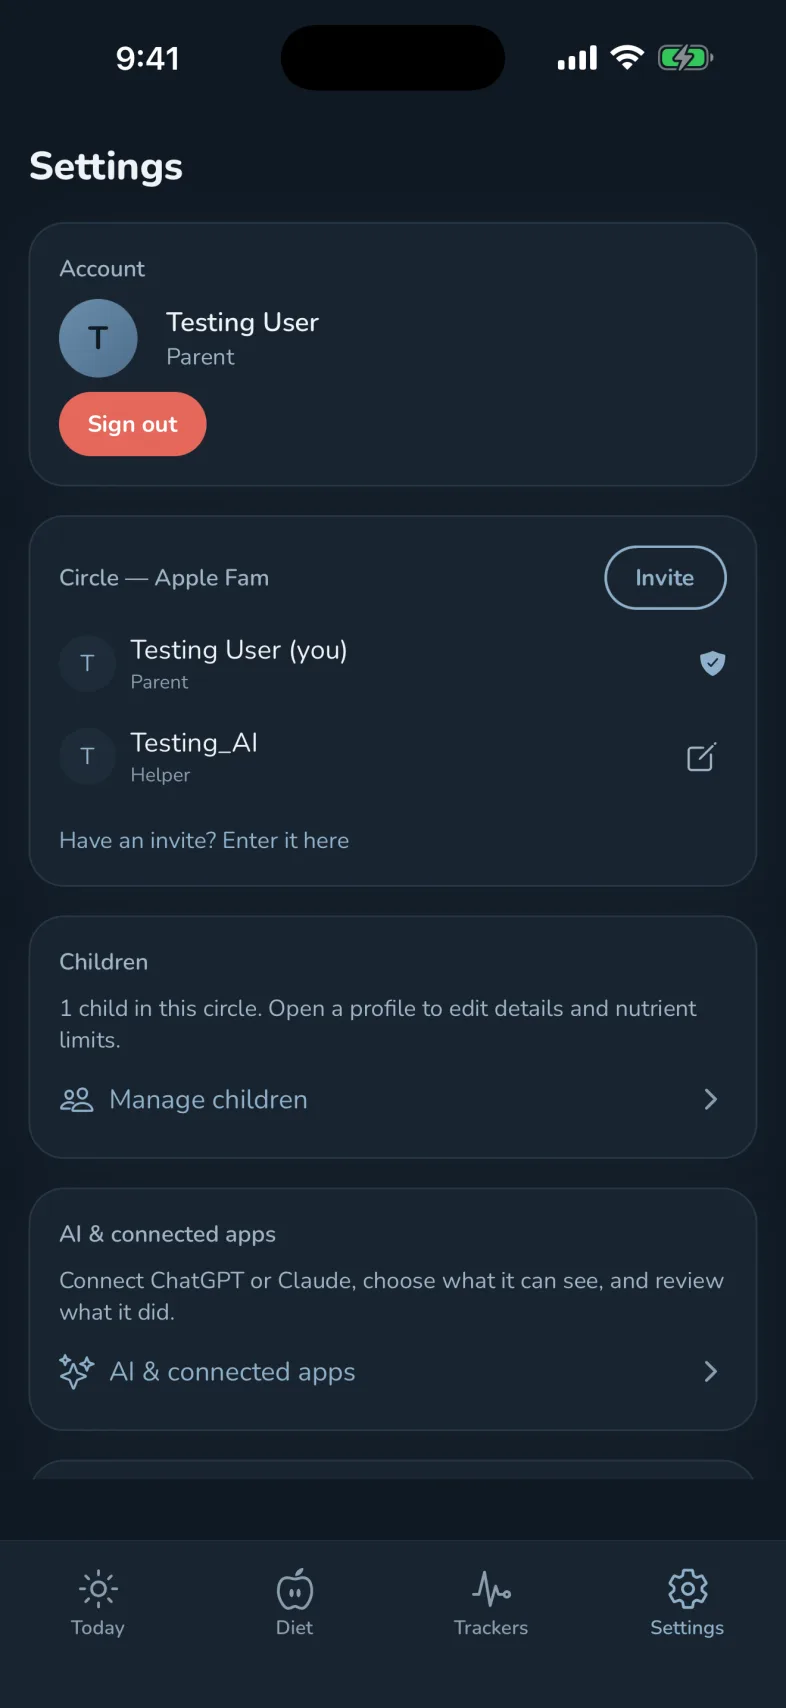 9:41
Settings
Account
T
Testing User
Parent
Sign out
Circle — Apple Fam
Invite
T
Testing User (you)
Parent
T
Testing_AI
Helper
Have an invite? Enter it here
Children
1 child in this circle. Open a profile to edit details and nutrient
limits.
Manage children
AI & connected apps
Connect ChatGPT or Claude, choose what it can see, and review
what it did.
AI & connected apps
Today
Diet
Trackers
Settings